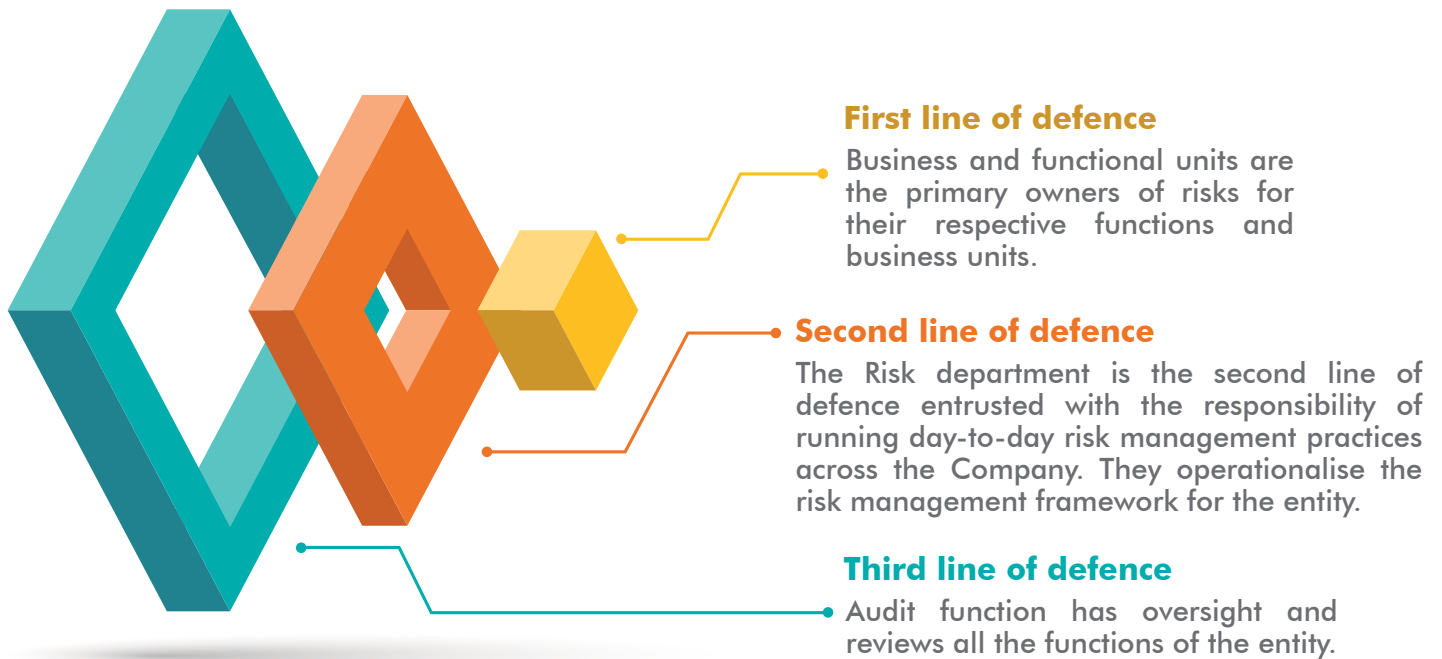 First line of defence
Business and functional units are
the primary owners of risks for
their respective functions and
business units.
Second line of defence
The Risk department is the second line of
defence entrusted with the responsibility of
running day-to-day risk management practices
across the Company. They operationalise the
risk management framework for the entity.
Third line of defence
Audit function has oversight and
reviews all the functions of the entity.